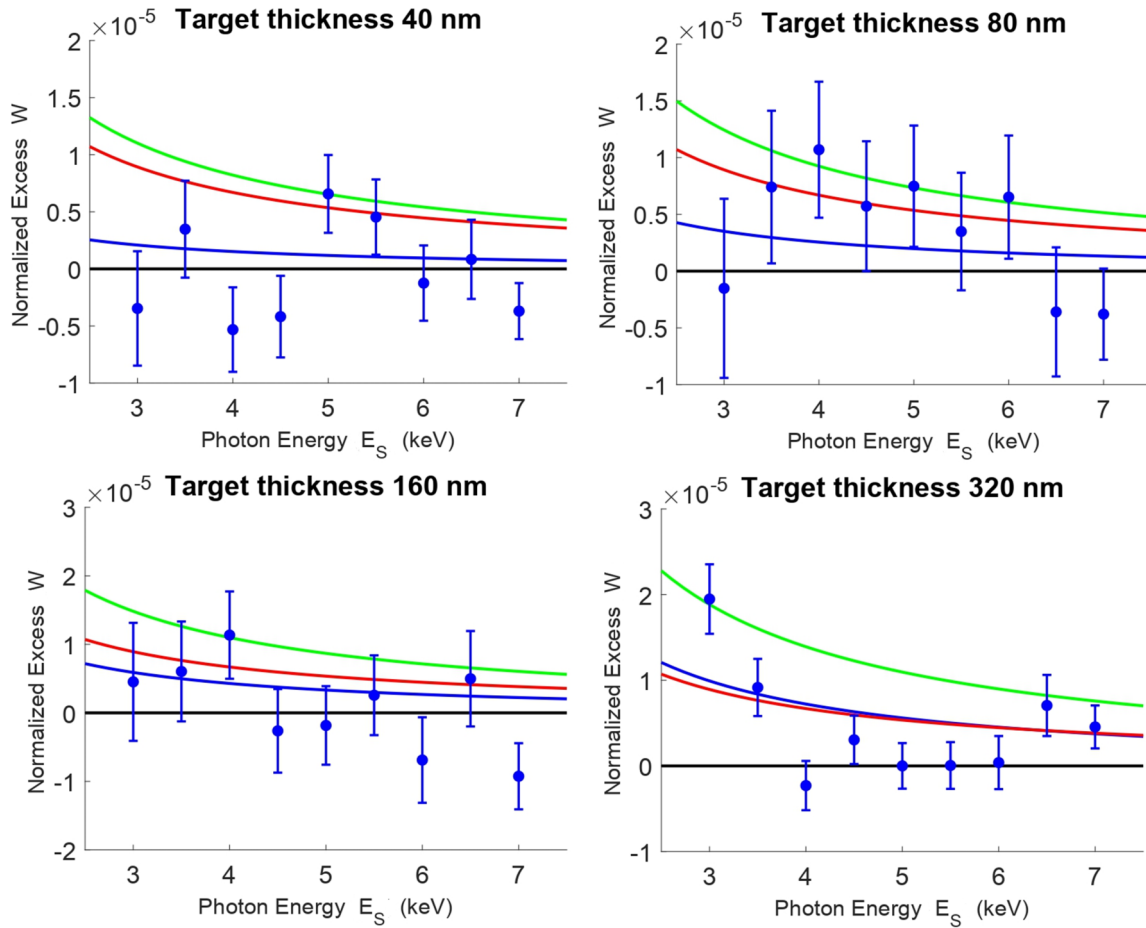 Target thickness 40 nm
×10⁻⁵
2
1.5
1
0.5
0
-0.5
-1
Normalized Excess W
3 4 5 6 7
Photon Energy E_S (keV)
Target thickness 80 nm
×10⁻⁵
2
1.5
1
0.5
0
-0.5
-1
Normalized Excess W
3 4 5 6 7
Photon Energy E_S (keV)
Target thickness 160 nm
×10⁻⁵
3
2
1
0
-1
-2
Normalized Excess W
3 4 5 6 7
Photon Energy E_S (keV)
Target thickness 320 nm
×10⁻⁵
3
2
1
0
-1
Normalized Excess W
3 4 5 6 7
Photon Energy E_S (keV)